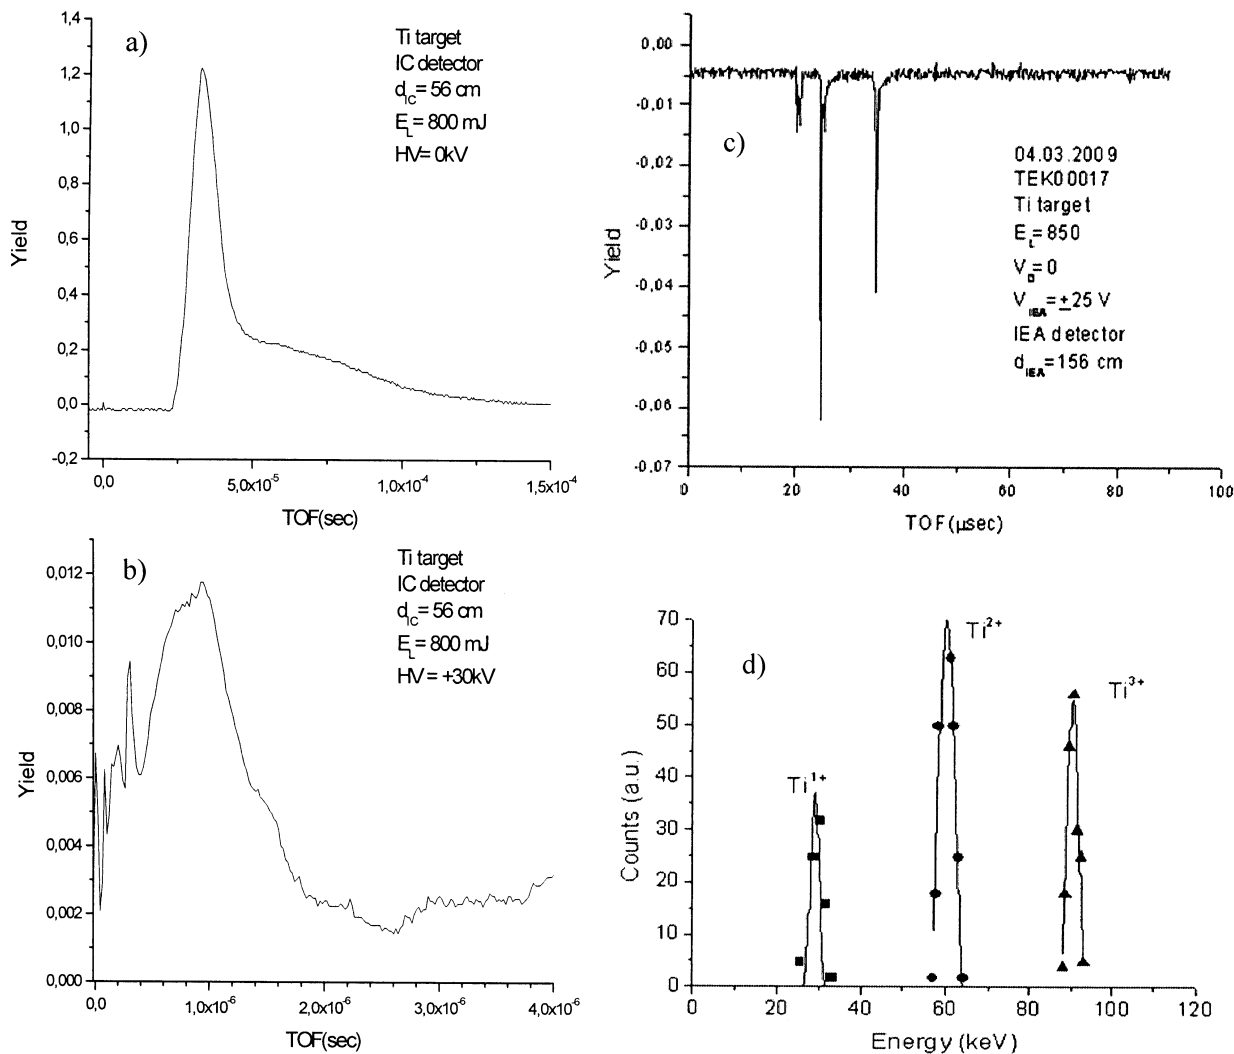 a)
Ti target
IC detector
d_IC = 56 cm
E_L = 800 mJ
HV= 0kV
1,4
1,2
1,0
0,8
0,6
0,4
0,2
0,0
-0,2
Yield
0,0
5,0x10⁻⁵
1,0x10⁻⁴
1,5x10⁻⁴
TOF(sec)
c)
04.03.2009
TEK00017
Ti target
E_L=850
V_D=0
V_IEA=±25 V
IEA detector
d_IEA=156 cm
0,00
-0,01
-0,02
-0,03
-0,04
-0,05
-0,06
-0,07
Yield
0
20
40
60
80
100
TOF(μsec)
b)
Ti target
IC detector
d_IC = 56 cm
E_L = 800 mJ
HV = +30kV
0,012
0,010
0,008
0,006
0,004
0,002
0,000
Yield
0,0
1,0x10⁻⁶
2,0x10⁻⁶
3,0x10⁻⁶
4,0x10⁻⁶
TOF(sec)
d)
Ti¹⁺
Ti²⁺
Ti³⁺
70
60
50
40
30
20
10
0
Counts (a.u.)
0
20
40
60
80
100
120
Energy (keV)